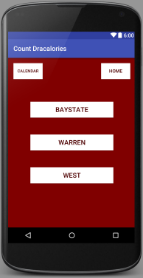 6:00
Count Dracalories
CALENDAR HOME
BAYSTATE
WARREN
WEST